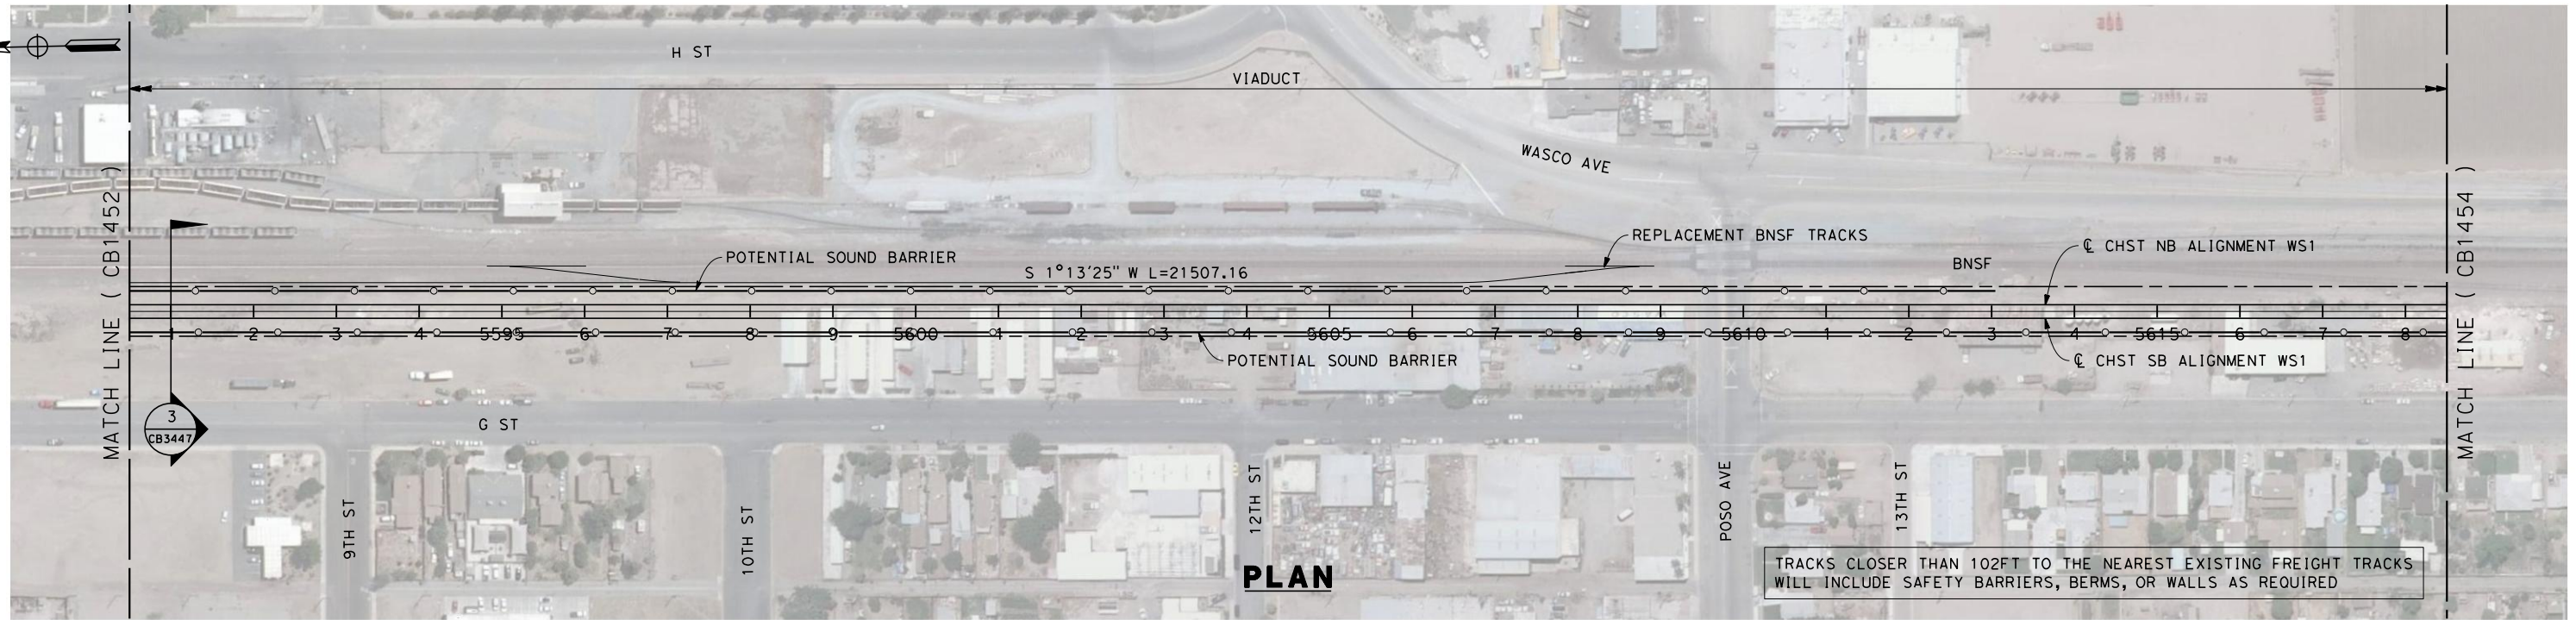 H ST
VIADUCT
WASCO AVE
MATCH LINE ( CB1452 )
MATCH LINE ( CB1454 )
REPLACEMENT BNSF TRACKS
POTENTIAL SOUND BARRIER
S 1°13'25" W L=21507.16
BNSF
℄ CHST NB ALIGNMENT WS1
1 2 3 4 5595 6 7 8 9 5600 1 2 3 4 5605 6 7 8 9 5610 1 2 3 4 5615 6 7 8
POTENTIAL SOUND BARRIER
℄ CHST SB ALIGNMENT WS1
3
CB3447
G ST
9TH ST
10TH ST
12TH ST
POSO AVE
13TH ST
PLAN
TRACKS CLOSER THAN 102FT TO THE NEAREST EXISTING FREIGHT TRACKS
WILL INCLUDE SAFETY BARRIERS, BERMS, OR WALLS AS REQUIRED